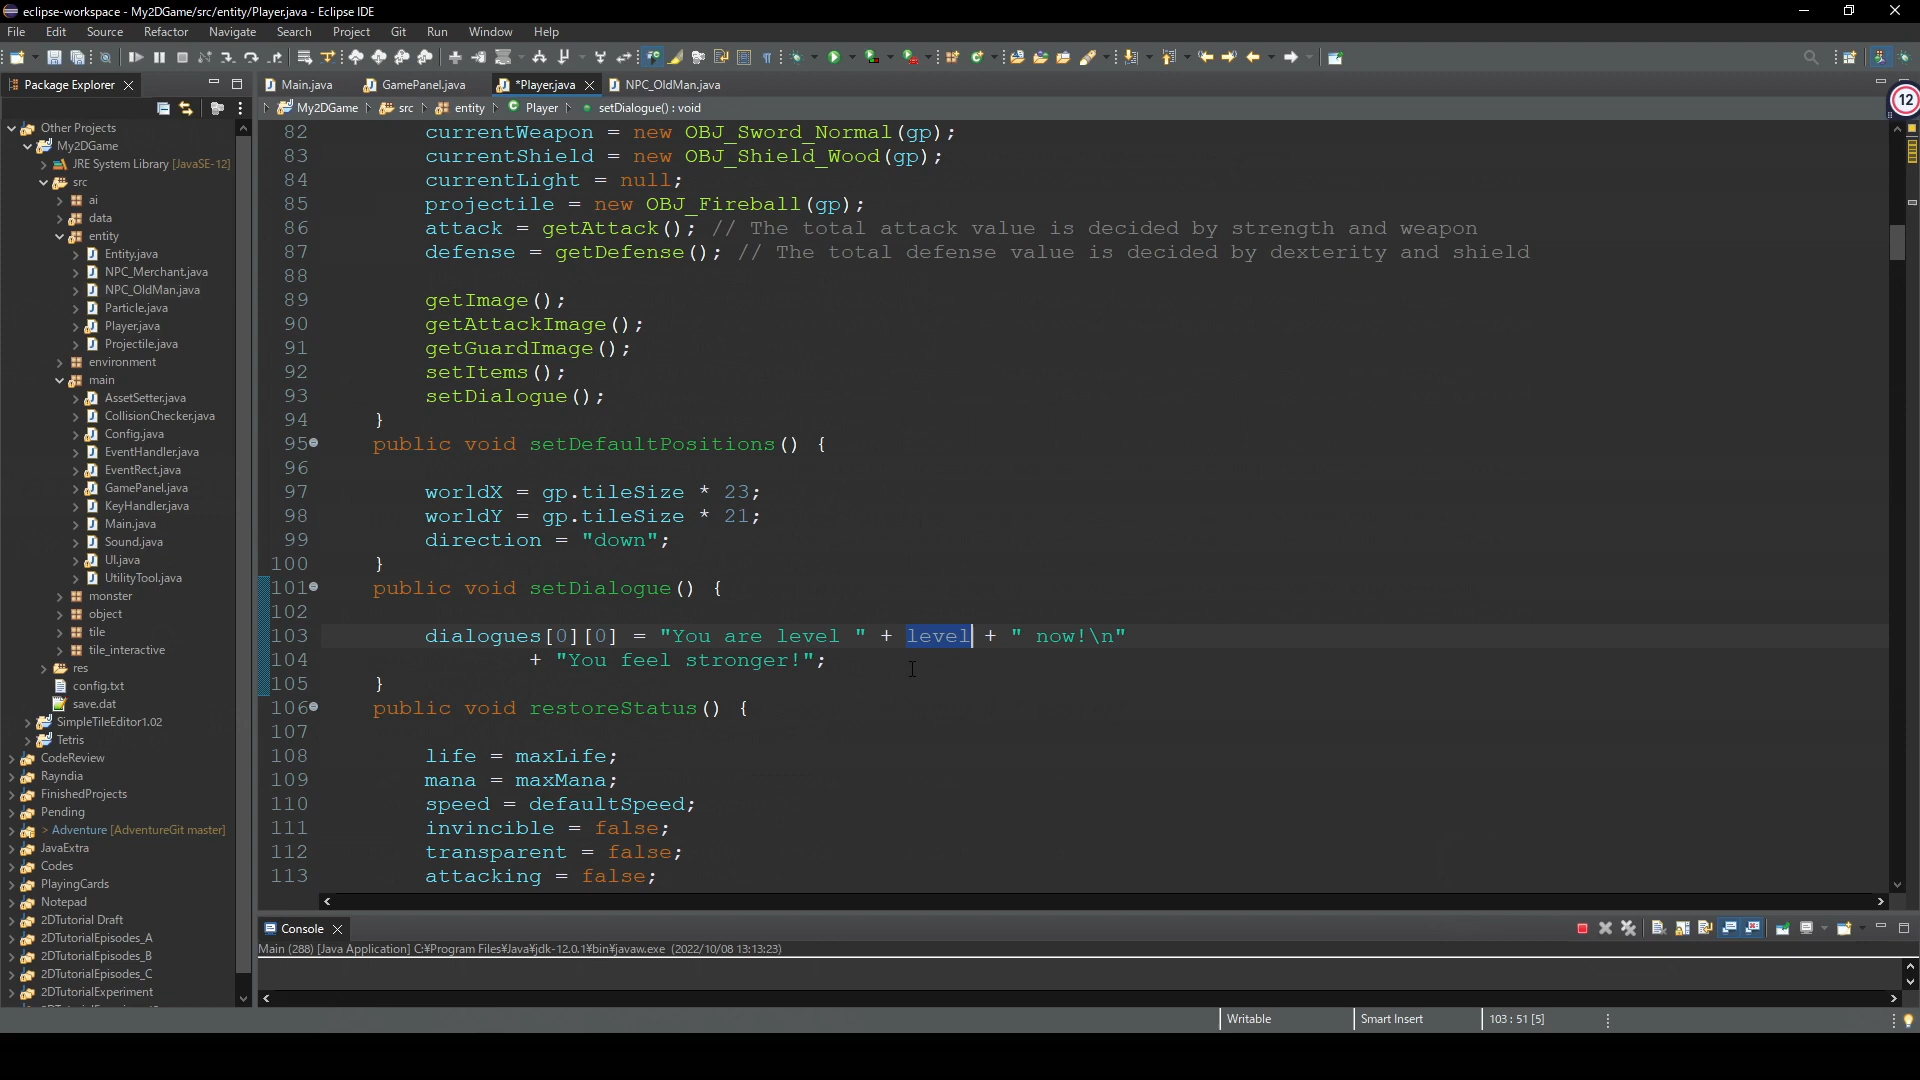 eclipse-workspace - My2DGame/src/entity/Player.java - Eclipse IDE
File Edit Source Refactor Navigate Search Project Git Run Window Help
Package Explorer
Main.java GamePanel.java *Player.java NPC_OldMan.java
My2DGame src entity Player setDialogue() : void
12
Other Projects
My2DGame
JRE System Library [JavaSE-12]
src
ai
data
entity
Entity.java
NPC_Merchant.java
NPC_OldMan.java
Particle.java
Player.java
Projectile.java
environment
main
AssetSetter.java
CollisionChecker.java
Config.java
EventHandler.java
EventRect.java
GamePanel.java
KeyHandler.java
Main.java
Sound.java
UI.java
UtilityTool.java
monster
object
tile
tile_interactive
res
config.txt
save.dat
SimpleTileEditor1.02
Tetris
CodeReview
Rayndia
FinishedProjects
Pending
> Adventure [AdventureGit master]
JavaExtra
Codes
PlayingCards
Notepad
2DTutorial Draft
2DTutorialEpisodes_A
2DTutorialEpisodes_B
2DTutorialEpisodes_C
2DTutorialExperiment
82 currentWeapon = new OBJ_Sword_Normal(gp);
83 currentShield = new OBJ_Shield_Wood(gp);
84 currentLight = null;
85 projectile = new OBJ_Fireball(gp);
86 attack = getAttack(); // The total attack value is decided by strength and weapon
87 defense = getDefense(); // The total defense value is decided by dexterity and shield
88
89 getImage();
90 getAttackImage();
91 getGuardImage();
92 setItems();
93 setDialogue();
94 }
95 public void setDefaultPositions() {
96
97 worldX = gp.tileSize * 23;
98 worldY = gp.tileSize * 21;
99 direction = "down";
100 }
101 public void setDialogue() {
102
103 dialogues[0][0] = "You are level " + level + " now!\n"
104 + "You feel stronger!";
105 }
106 public void restoreStatus() {
107
108 life = maxLife;
109 mana = maxMana;
110 speed = defaultSpeed;
111 invincible = false;
112 transparent = false;
113 attacking = false;
Console
Main (288) [Java Application] C:¥Program Files¥Java¥jdk-12.0.1¥bin¥javaw.exe (2022/10/08 13:13:23)
Writable Smart Insert 103 : 51 [5]